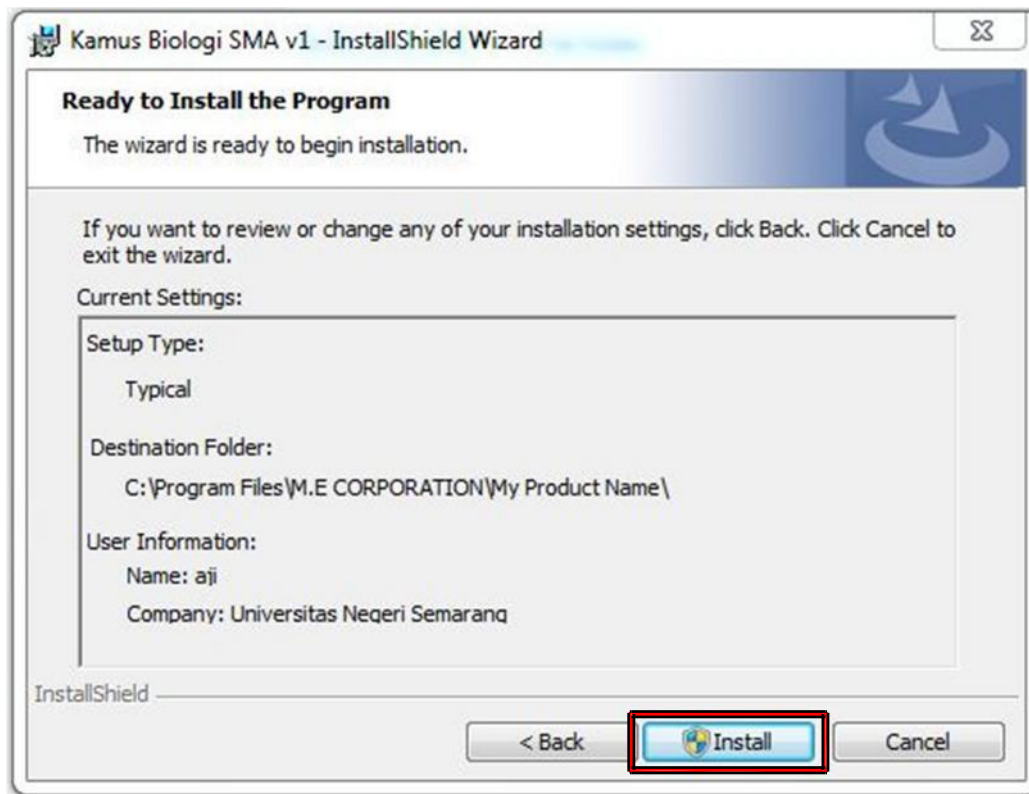 Kamus Biologi SMA v1 - InstallShield Wizard
Ready to Install the Program
The wizard is ready to begin installation.
If you want to review or change any of your installation settings, click Back. Click Cancel to
exit the wizard.
Current Settings:
Setup Type:
Typical
Destination Folder:
C:\Program Files\M.E CORPORATION\My Product Name\
User Information:
Name: aji
Company: Universitas Negeri Semarang
InstallShield
< Back
Install
Cancel